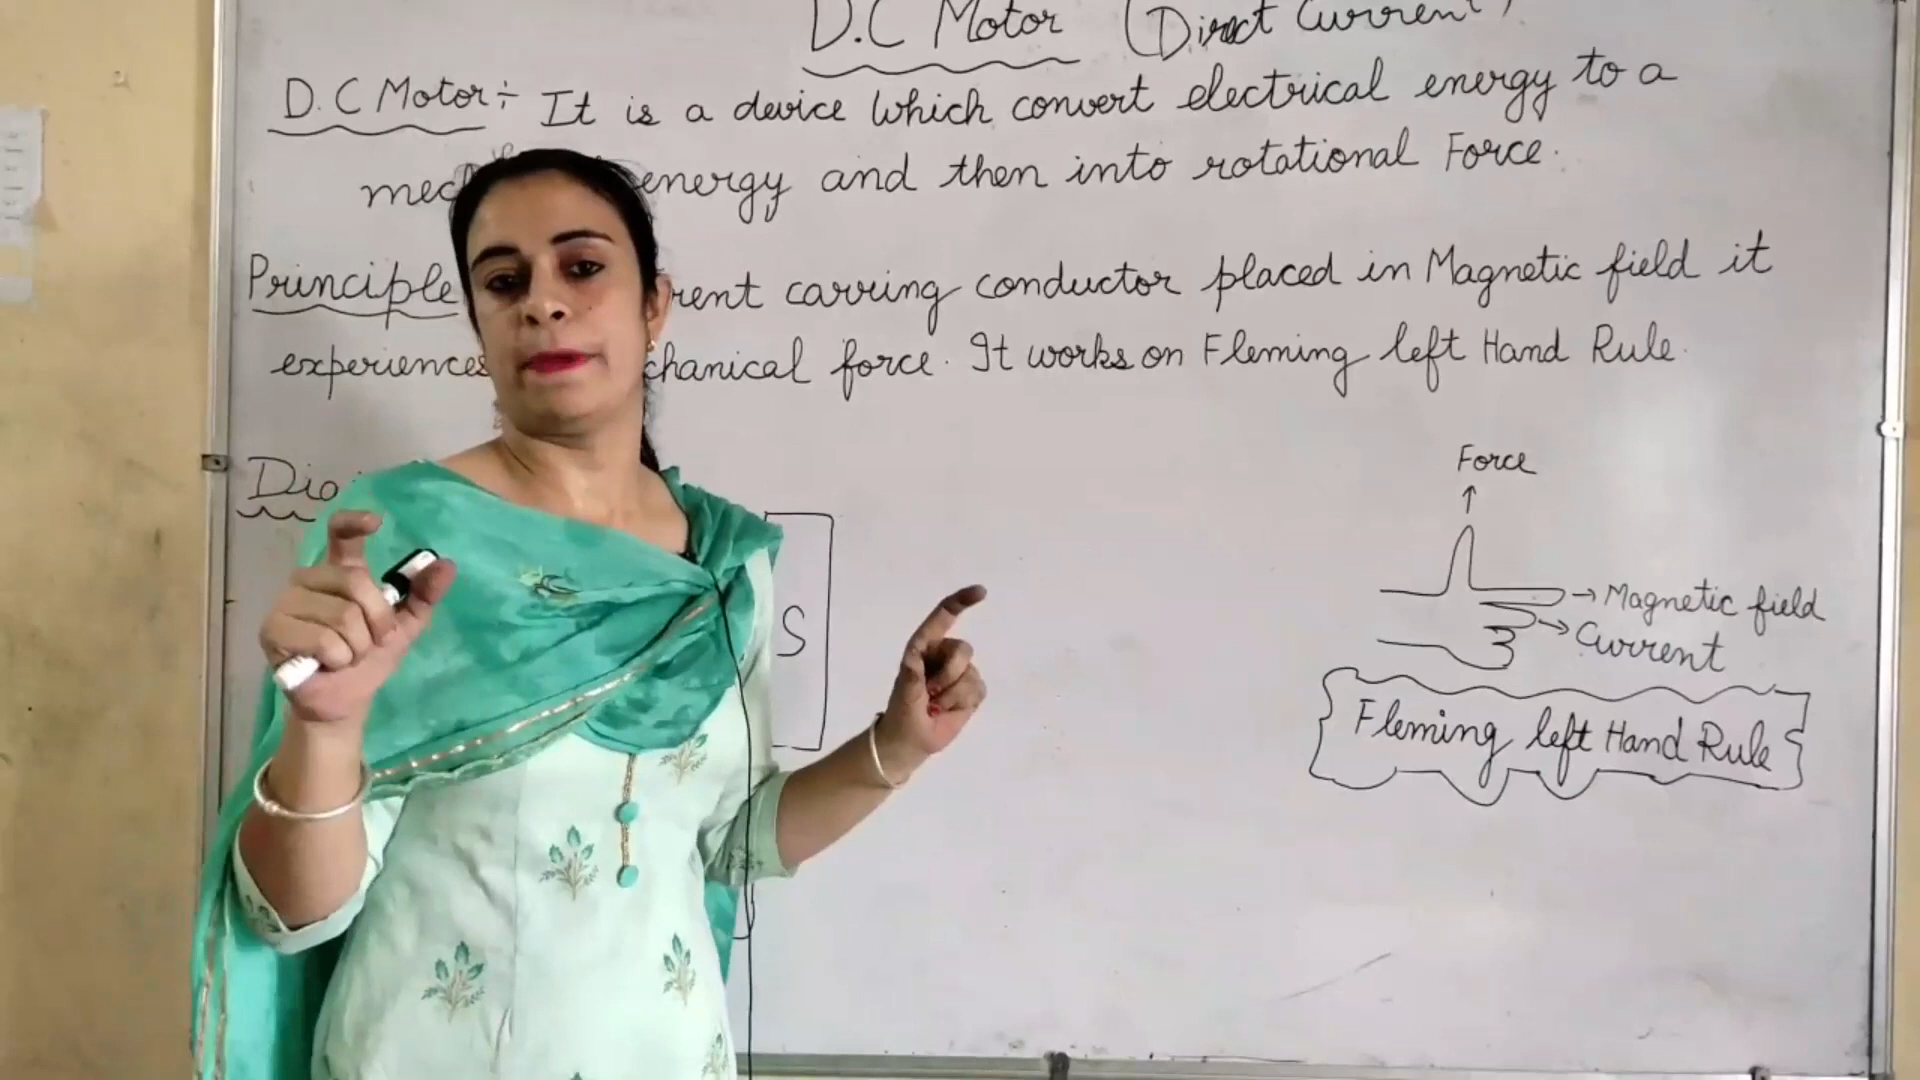 D.C Motor (Direct Current)
D.C Motor ÷ It is a device which convert electrical energy to a
energy and then into rotational Force.
Principle carring conductor placed in Magnetic field it
experiences force. It works on Fleming left Hand Rule.
Force
↑
S
→ Magnetic field
→ Current
Fleming left Hand Rule